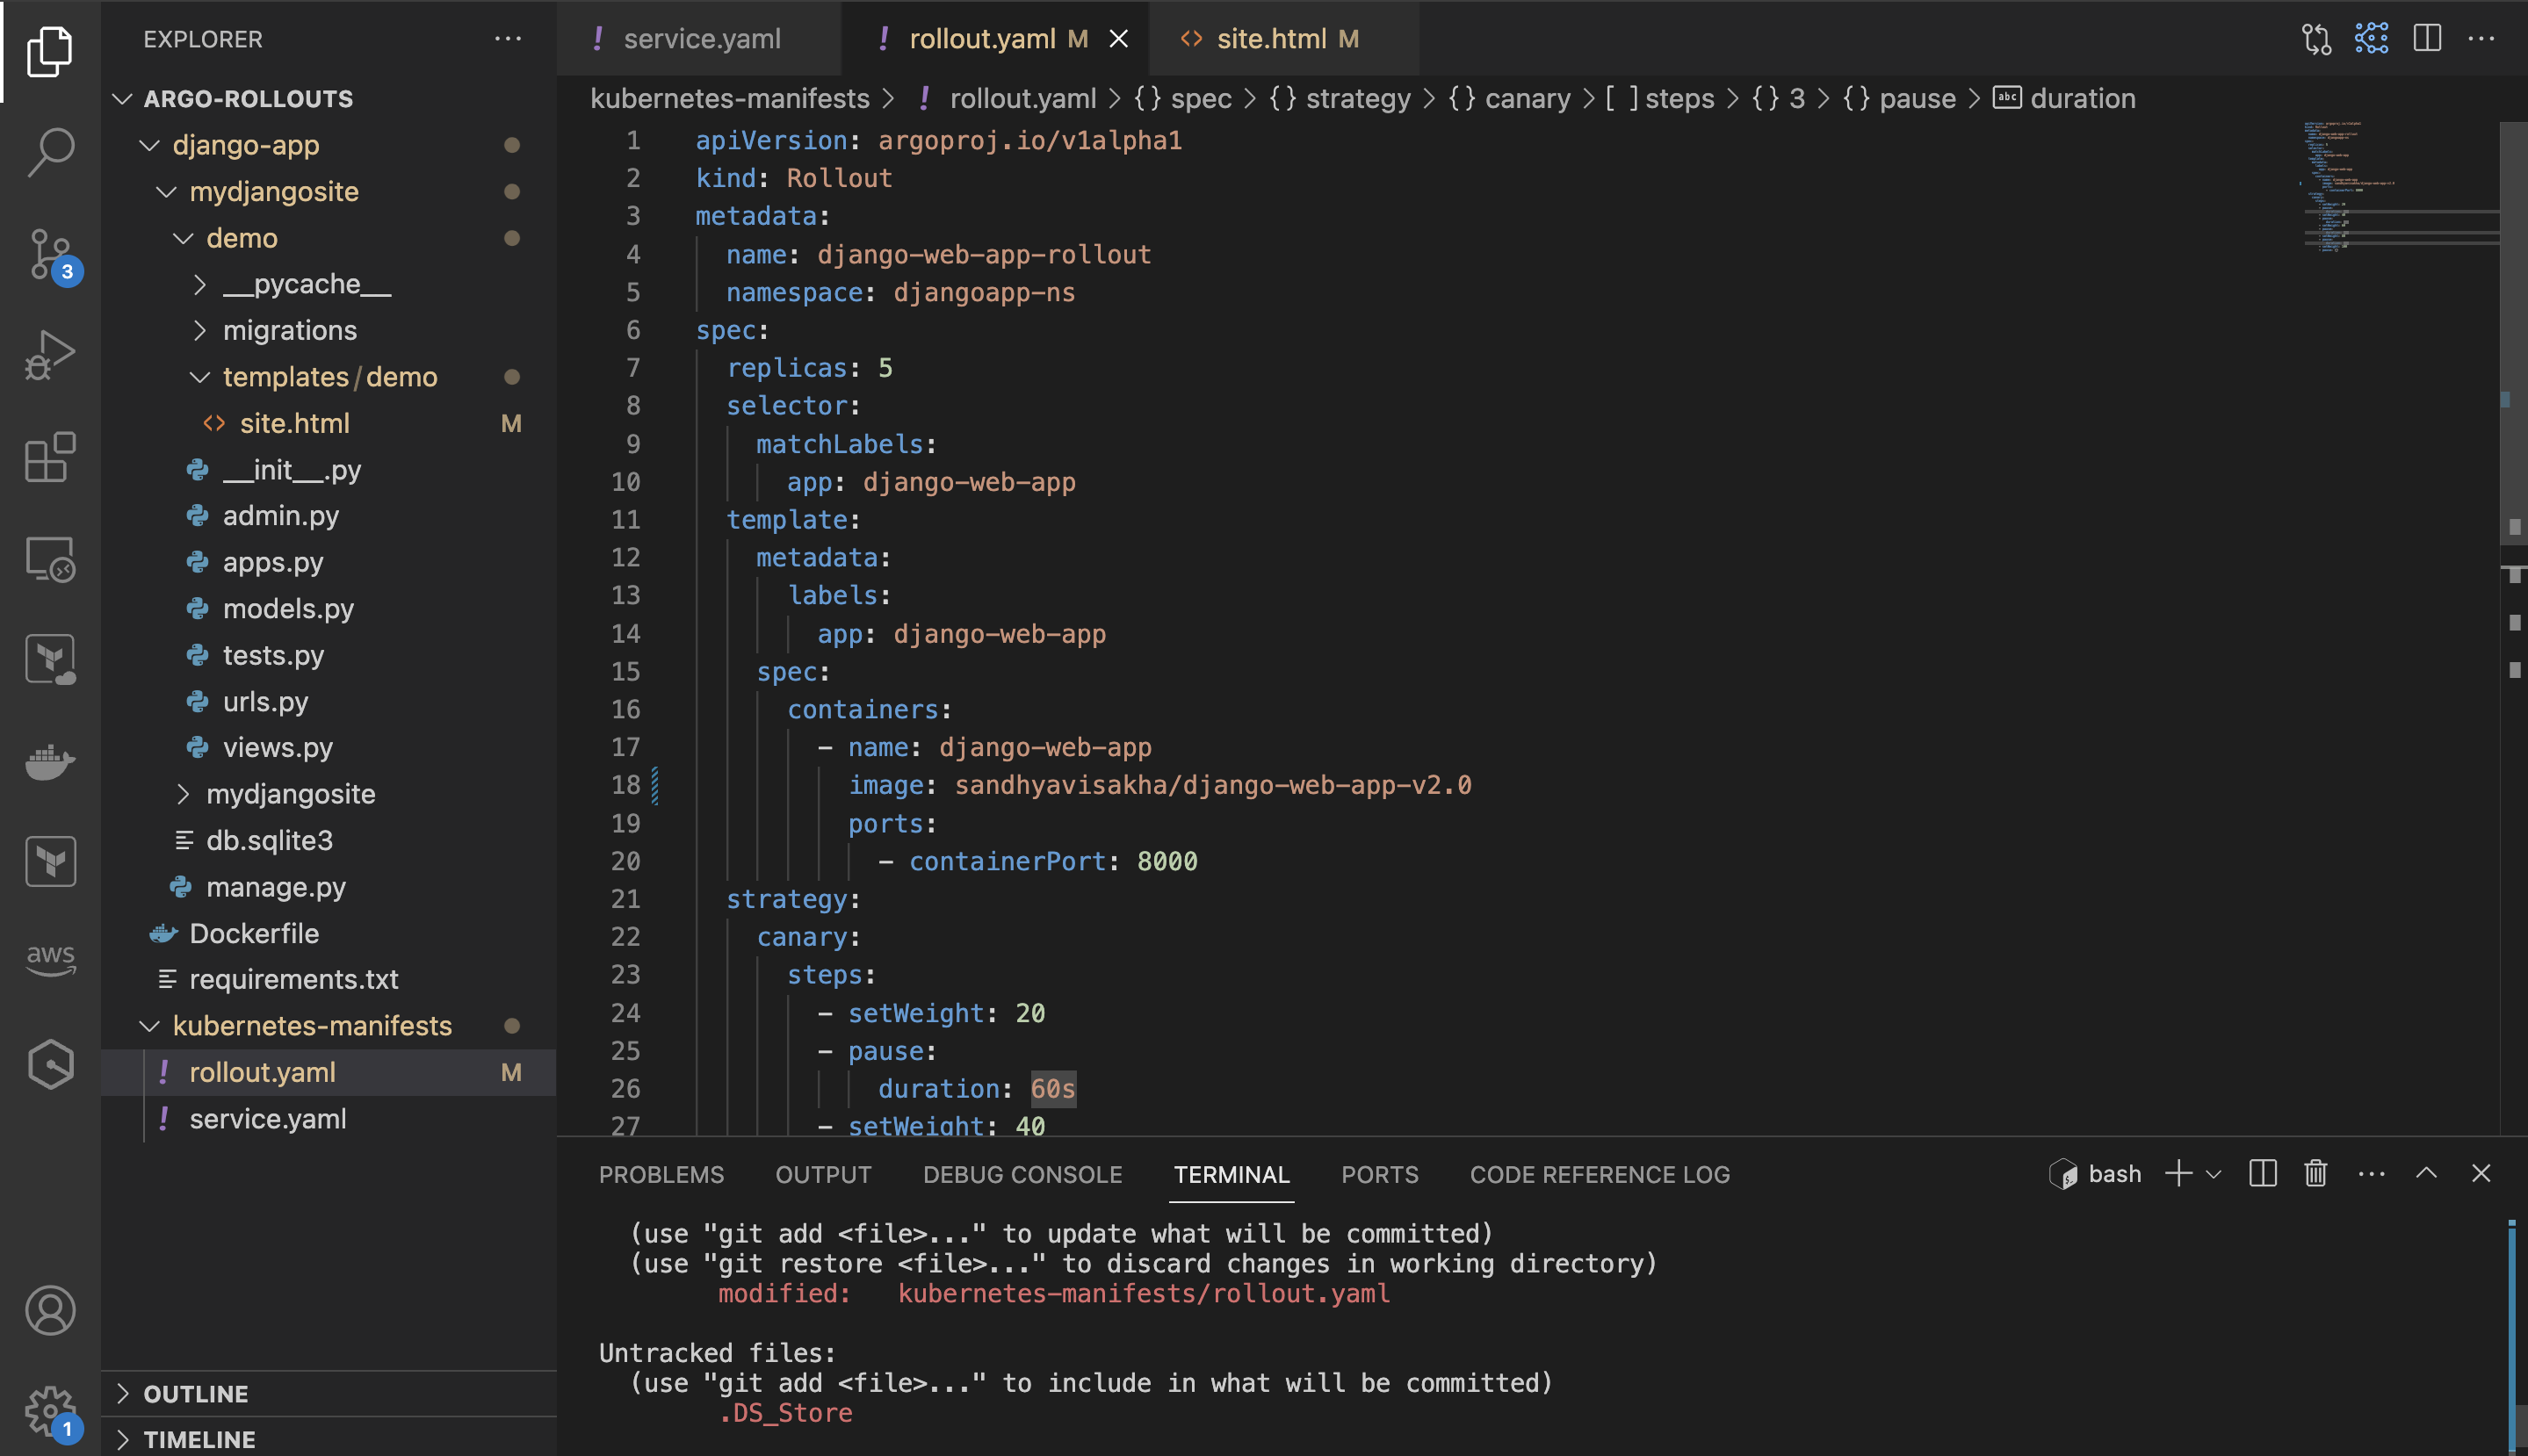 EXPLORER
ARGO-ROLLOUTS
django-app
mydjangosite
demo
__pycache__
migrations
templates/demo
site.html M
__init__.py
admin.py
apps.py
models.py
tests.py
urls.py
views.py
mydjangosite
db.sqlite3
manage.py
Dockerfile
requirements.txt
kubernetes-manifests
! rollout.yaml M
! service.yaml
OUTLINE
TIMELINE
3
aws
1
! service.yaml
! rollout.yaml M
<> site.html M
kubernetes-manifests > ! rollout.yaml > {} spec > {} strategy > {} canary > [ ] steps > {} 3 > {} pause > abc duration
1 apiVersion: argoproj.io/v1alpha1
2 kind: Rollout
3 metadata:
4 name: django-web-app-rollout
5 namespace: djangoapp-ns
6 spec:
7 replicas: 5
8 selector:
9 matchLabels:
10 app: django-web-app
11 template:
12 metadata:
13 labels:
14 app: django-web-app
15 spec:
16 containers:
17 - name: django-web-app
18 image: sandhyavisakha/django-web-app-v2.0
19 ports:
20 - containerPort: 8000
21 strategy:
22 canary:
23 steps:
24 - setWeight: 20
25 - pause:
26 duration: 60s
27 - setWeight: 40
PROBLEMS OUTPUT DEBUG CONSOLE TERMINAL PORTS CODE REFERENCE LOG
bash
(use "git add <file>..." to update what will be committed)
(use "git restore <file>..." to discard changes in working directory)
modified: kubernetes-manifests/rollout.yaml
Untracked files:
(use "git add <file>..." to include in what will be committed)
.DS_Store